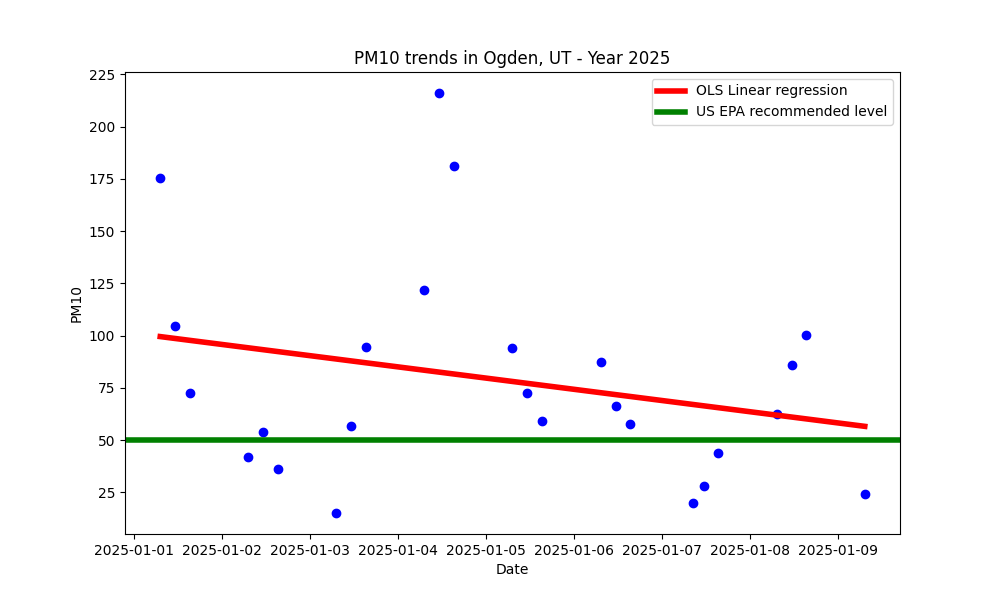 PM10 trends in Ogden, UT - Year 2025
OLS Linear regression
US EPA recommended level
PM10
225
200
175
150
125
100
75
50
25
2025-01-01 2025-01-02 2025-01-03 2025-01-04 2025-01-05 2025-01-06 2025-01-07 2025-01-08 2025-01-09
Date